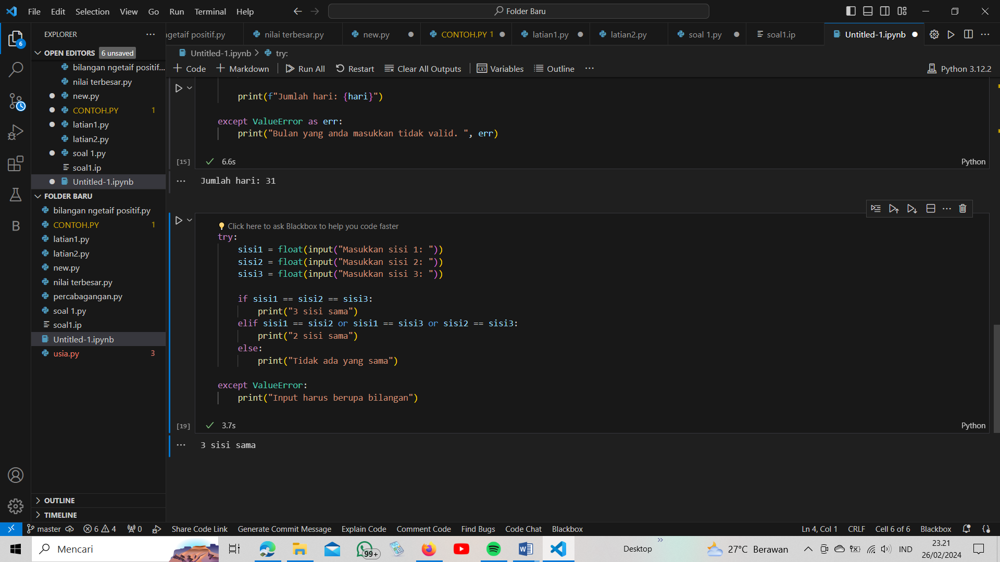 File Edit Selection View Go Run Terminal Help
Folder Baru
EXPLORER
ngetaif positif.py nilai terbesar.py new.py CONTOH.PY 1 latian1.py latian2.py soal 1.py soal1.ip Untitled-1.ipynb
OPEN EDITORS 6 unsaved
bilangan ngetaif positif...
nilai terbesar.py
new.py
CONTOH.PY 1
latian1.py
latian2.py
soal 1.py
soal1.ip
Untitled-1.ipynb
FOLDER BARU
bilangan ngetaif positif.py
CONTOH.PY 1
latian1.py
latian2.py
new.py
nilai terbesar.py
percabagangan.py
soal 1.py
soal1.ip
Untitled-1.ipynb
usia.py 3
OUTLINE
TIMELINE
6
B
Untitled-1.ipynb > try:
+ Code + Markdown Run All Restart Clear All Outputs Variables Outline ... Python 3.12.2
print(f"Jumlah hari: {hari}")
except ValueError as err:
print("Bulan yang anda masukkan tidak valid. ", err)
[15] 6.6s Python
... Jumlah hari: 31
Click here to ask Blackbox to help you code faster
try:
sisi1 = float(input("Masukkan sisi 1: "))
sisi2 = float(input("Masukkan sisi 2: "))
sisi3 = float(input("Masukkan sisi 3: "))
if sisi1 == sisi2 == sisi3:
print("3 sisi sama")
elif sisi1 == sisi2 or sisi1 == sisi3 or sisi2 == sisi3:
print("2 sisi sama")
else:
print("Tidak ada yang sama")
except ValueError:
print("Input harus berupa bilangan")
[19] 3.7s Python
... 3 sisi sama
master 6 4 0 Share Code Link Generate Commit Message Explain Code Comment Code Find Bugs Code Chat Blackbox Ln 4, Col 1 CRLF Cell 6 of 6 Blackbox
Mencari 99+ Desktop 27°C Berawan IND 23.21
26/02/2024